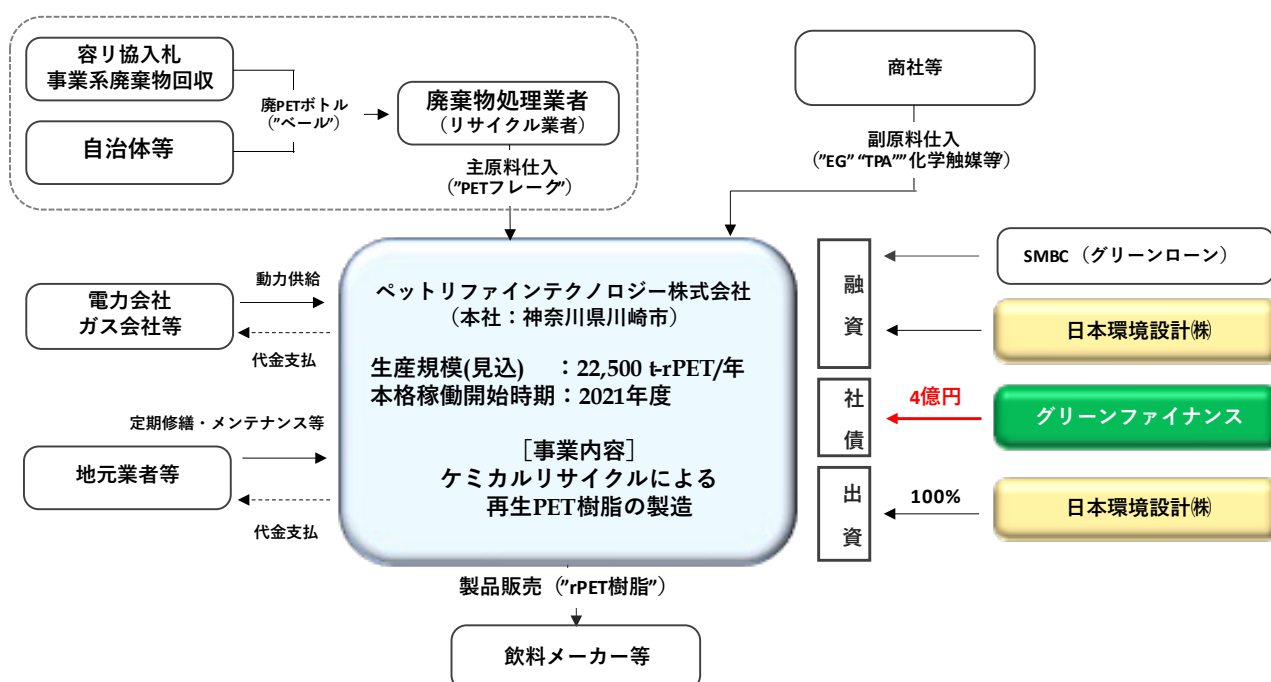 容リ協入札
事業系廃棄物回収
自治体等
廃PETボトル
(”ベール”)
廃棄物処理業者
（リサイクル業者）
主原料仕入
(”PETフレーク”)
商社等
副原料仕入
(”EG” “TPA””化学触媒等”)
電力会社
ガス会社等
動力供給
代金支払
定期修繕・メンテナンス等
地元業者等
代金支払
ペットリファインテクノロジー株式会社
（本社：神奈川県川崎市）
生産規模(見込)　：22,500 t-rPET/年
本格稼働開始時期：2021年度
［事業内容］
ケミカルリサイクルによる
再生PET樹脂の製造
融資
社債
出資
SMBC（グリーンローン）
日本環境設計㈱
4億円
グリーンファイナンス
100%
日本環境設計㈱
製品販売（”rPET樹脂”）
飲料メーカー等